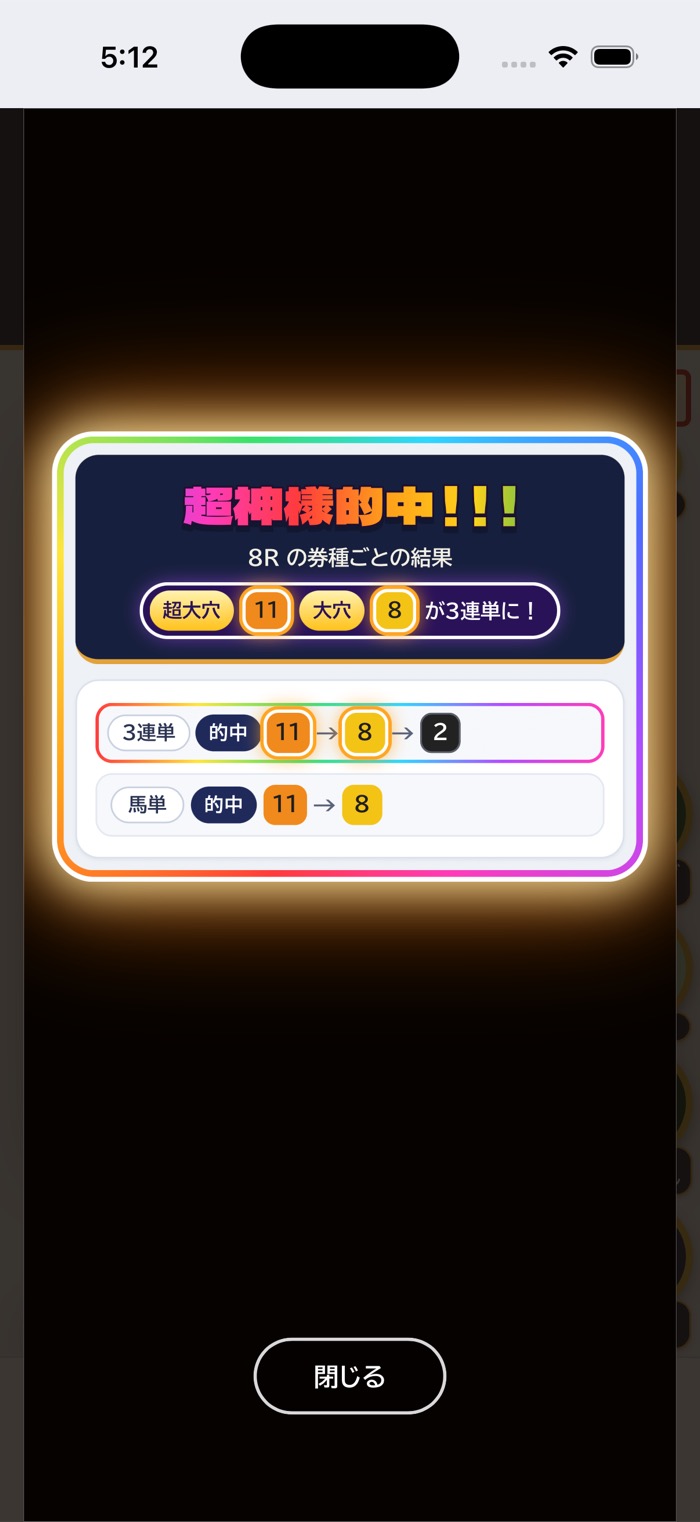 5:12
超神様的中!!!
8R の券種ごとの結果
超大穴 11 大穴 8 が3連単に！
3連単 的中 11→8→2
馬単 的中 11→8
閉じる